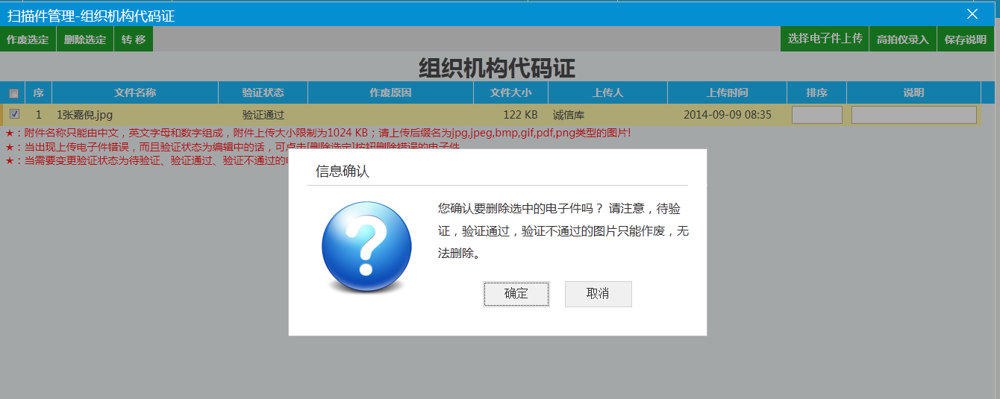 扫描件管理-组织机构代码证
作废选定 删除选定 转 移 选择电子件上传 高拍仪录入 保存说明
组织机构代码证
序 文件名称 验证状态 作废原因 文件大小 上传人 上传时间 排序 说明
1 1张嘉倪.jpg 验证通过 122 KB 诚信库 2014-09-09 08:35
★：附件名称只能由中文，英文字母和数字组成，附件上传大小限制为1024 KB；请上传后缀名为jpg,jpeg,bmp,gif,pdf,png类型的图片!
★：当出现上传电子件错误，而且验证状态为编辑中的话，可点击[删除选定]按钮删除错误的电子件
★：当需要变更验证状态为待验证、验证通过、验证不通过的
信息确认
您确认要删除选中的电子件吗？ 请注意，待验
证，验证通过，验证不通过的图片只能作废，无
法删除。
确定 取消